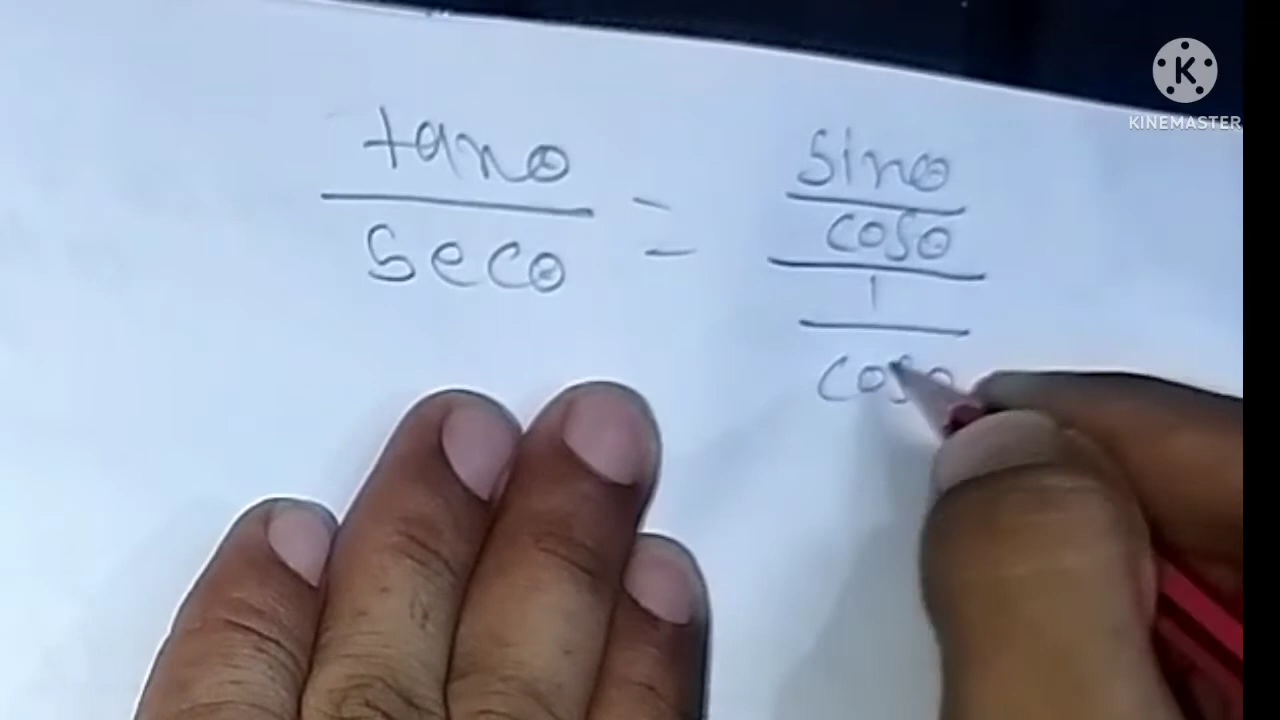 tanθ
secθ
=
sinθ
cosθ
1
cosθ
K
KINEMASTER